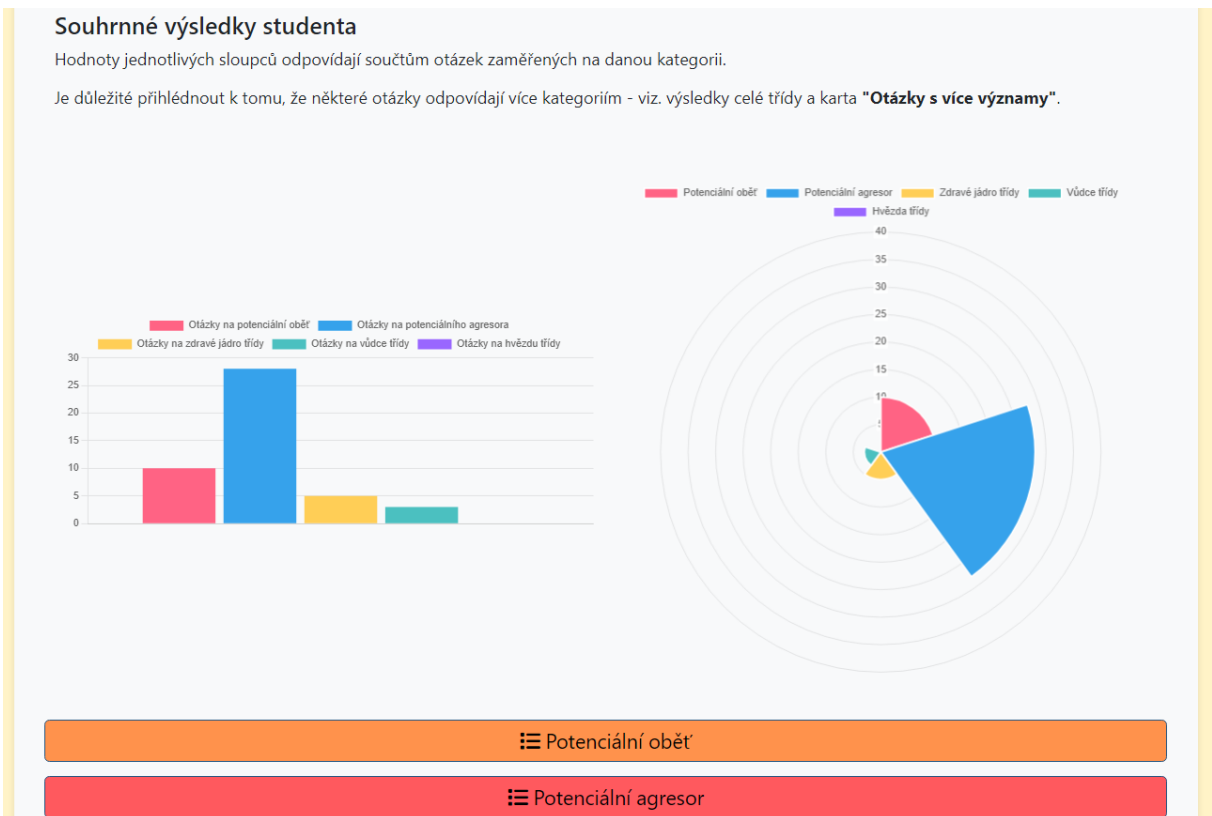 Souhrnné výsledky studenta
Hodnoty jednotlivých sloupců odpovídají součtům otázek zaměřených na danou kategorii.
Je důležité přihlédnout k tomu, že některé otázky odpovídají více kategoriím - viz. výsledky celé třídy a karta "Otázky s více významy".
Otázky na potenciální oběť Otázky na potenciálního agresora
Otázky na zdravé jádro třídy Otázky na vůdce třídy Otázky na hvězdu třídy
30
25
20
15
10
5
0
Potenciální oběť Potenciální agresor Zdravé jádro třídy Vůdce třídy
Hvězda třídy
40
35
30
25
20
15
10
5
Potenciální oběť
Potenciální agresor